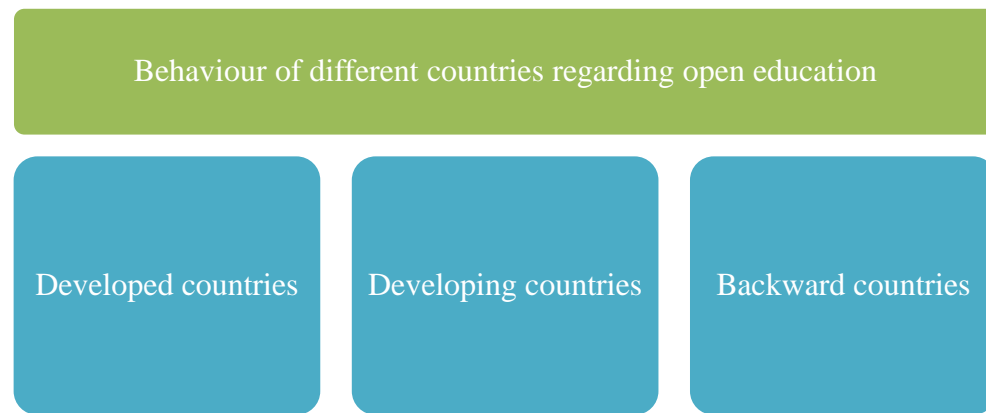 Behaviour of different countries regarding open education
Developed countries
Developing countries
Backward countries